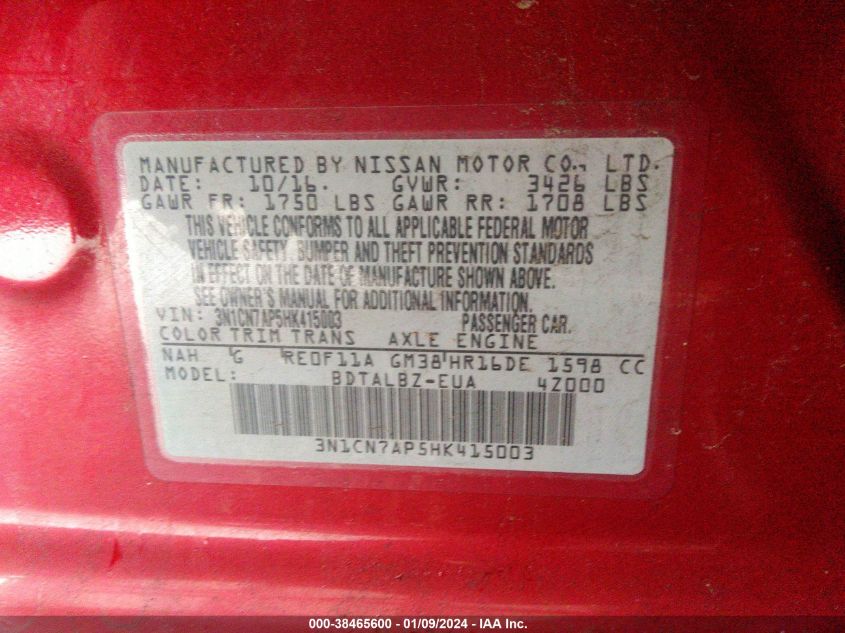 MANUFACTURED BY NISSAN MOTOR CO., LTD.
DATE: 10/16. GVWR: 3426 LBS
GAWR FR: 1750 LBS GAWR RR: 1708 LBS
THIS VEHICLE CONFORMS TO ALL APPLICABLE FEDERAL MOTOR
VEHICLE SAFETY, BUMPER AND THEFT PREVENTION STANDARDS
IN EFFECT ON THE DATE OF MANUFACTURE SHOWN ABOVE.
SEE OWNER'S MANUAL FOR ADDITIONAL INFORMATION.
VIN: 3N1CN7AP5HK415003 PASSENGER CAR.
COLOR TRIM TRANS AXLE ENGINE
NAH G RE0F11A GM38 HR16DE 1598 CC
MODEL: BDTALBZ-EUA 4Z000
3N1CN7AP5HK415003
000-38465600 - 01/09/2024 - IAA Inc.